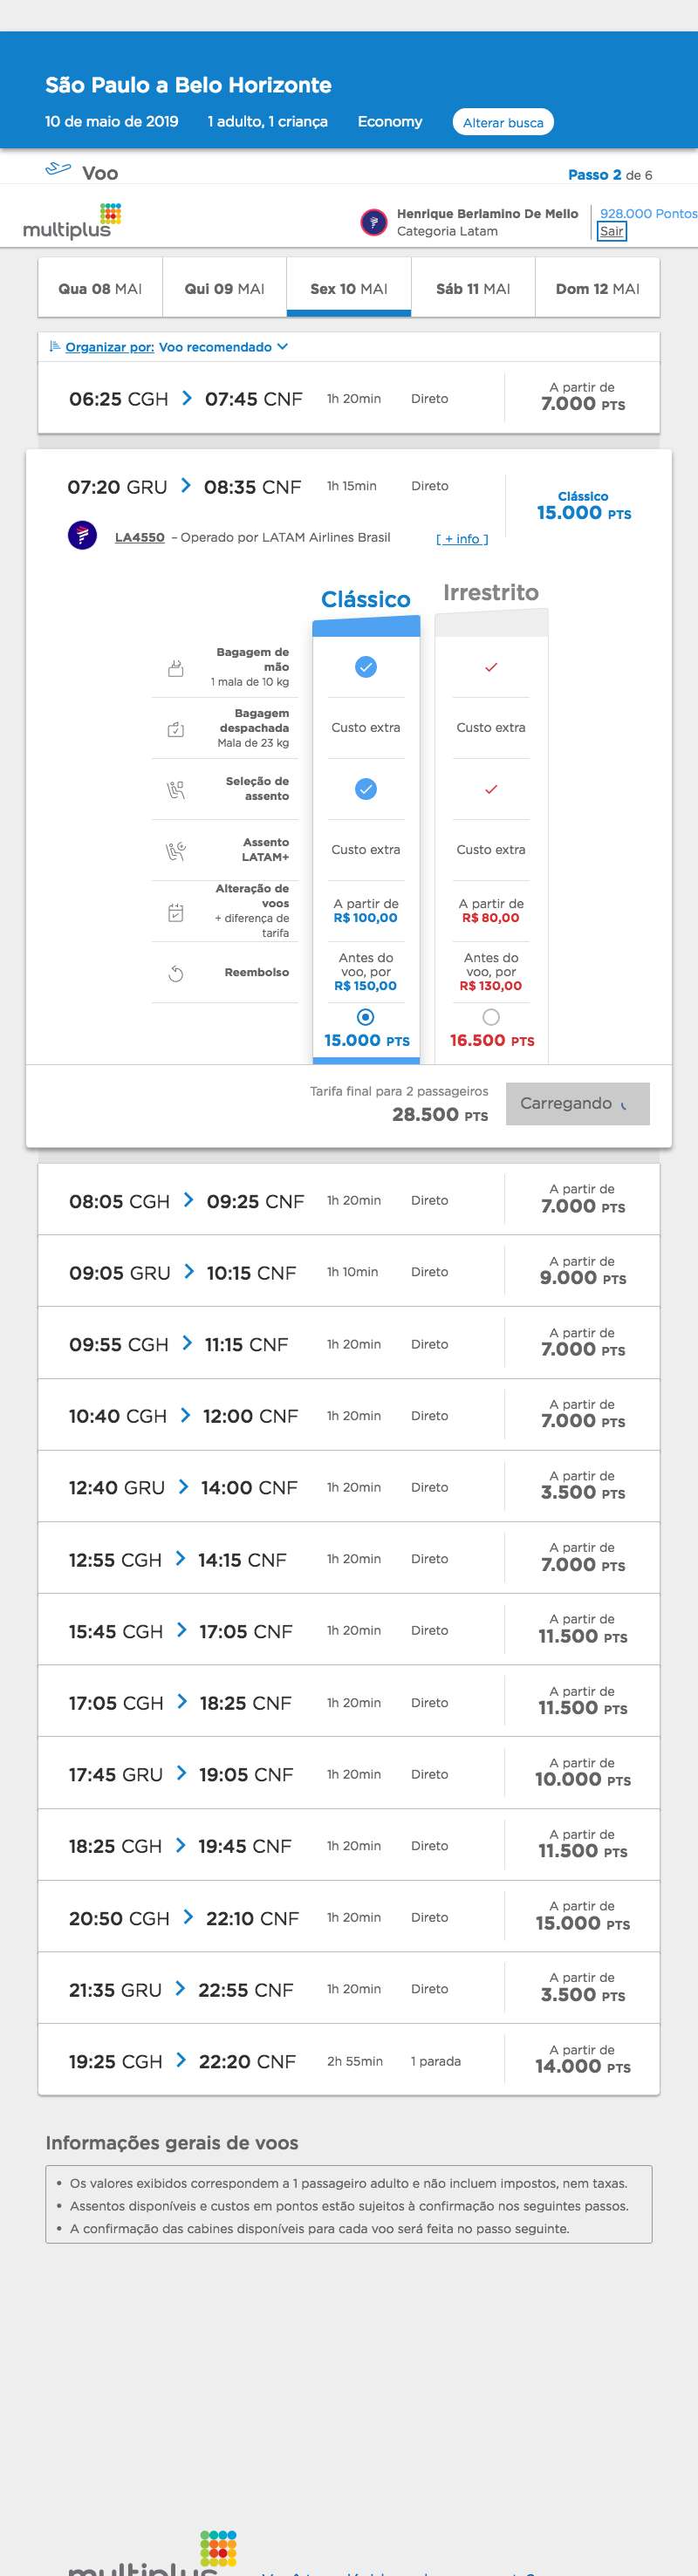 São Paulo a Belo Horizonte
10 de maio de 2019 1 adulto, 1 criança Economy Alterar busca
Voo Passo 2 de 6
multiplus
Henrique Berlamino De Mello
Categoria Latam
928.000 Pontos
Sair
Qua 08 MAI Qui 09 MAI Sex 10 MAI Sáb 11 MAI Dom 12 MAI
Organizar por: Voo recomendado
06:25 CGH 07:45 CNF 1h 20min Direto A partir de 7.000 PTS
07:20 GRU 08:35 CNF 1h 15min Direto
Clássico
15.000 PTS
LA4550 – Operado por LATAM Airlines Brasil [ + info ]
Clássico Irrestrito
Bagagem de
mão
1 mala de 10 kg
Bagagem
despachada
Mala de 23 kg
Custo extra Custo extra
Seleção de
assento
Assento
LATAM+
Custo extra Custo extra
Alteração de
voos
+ diferença de
tarifa
A partir de
R$ 100,00
A partir de
R$ 80,00
Reembolso
Antes do
voo, por
R$ 150,00
Antes do
voo, por
R$ 130,00
15.000 PTS 16.500 PTS
Tarifa final para 2 passageiros
28.500 PTS
Carregando
08:05 CGH 09:25 CNF 1h 20min Direto A partir de 7.000 PTS
09:05 GRU 10:15 CNF 1h 10min Direto A partir de 9.000 PTS
09:55 CGH 11:15 CNF 1h 20min Direto A partir de 7.000 PTS
10:40 CGH 12:00 CNF 1h 20min Direto A partir de 7.000 PTS
12:40 GRU 14:00 CNF 1h 20min Direto A partir de 3.500 PTS
12:55 CGH 14:15 CNF 1h 20min Direto A partir de 7.000 PTS
15:45 CGH 17:05 CNF 1h 20min Direto A partir de 11.500 PTS
17:05 CGH 18:25 CNF 1h 20min Direto A partir de 11.500 PTS
17:45 GRU 19:05 CNF 1h 20min Direto A partir de 10.000 PTS
18:25 CGH 19:45 CNF 1h 20min Direto A partir de 11.500 PTS
20:50 CGH 22:10 CNF 1h 20min Direto A partir de 15.000 PTS
21:35 GRU 22:55 CNF 1h 20min Direto A partir de 3.500 PTS
19:25 CGH 22:20 CNF 2h 55min 1 parada A partir de 14.000 PTS
Informações gerais de voos
• Os valores exibidos correspondem a 1 passageiro adulto e não incluem impostos, nem taxas.
• Assentos disponíveis e custos em pontos estão sujeitos à confirmação nos seguintes passos.
• A confirmação das cabines disponíveis para cada voo será feita no passo seguinte.
multiplus